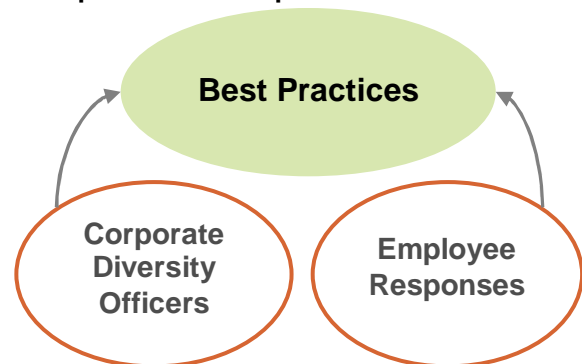 Best Practices
Corporate
Diversity
Officers
Employee
Responses